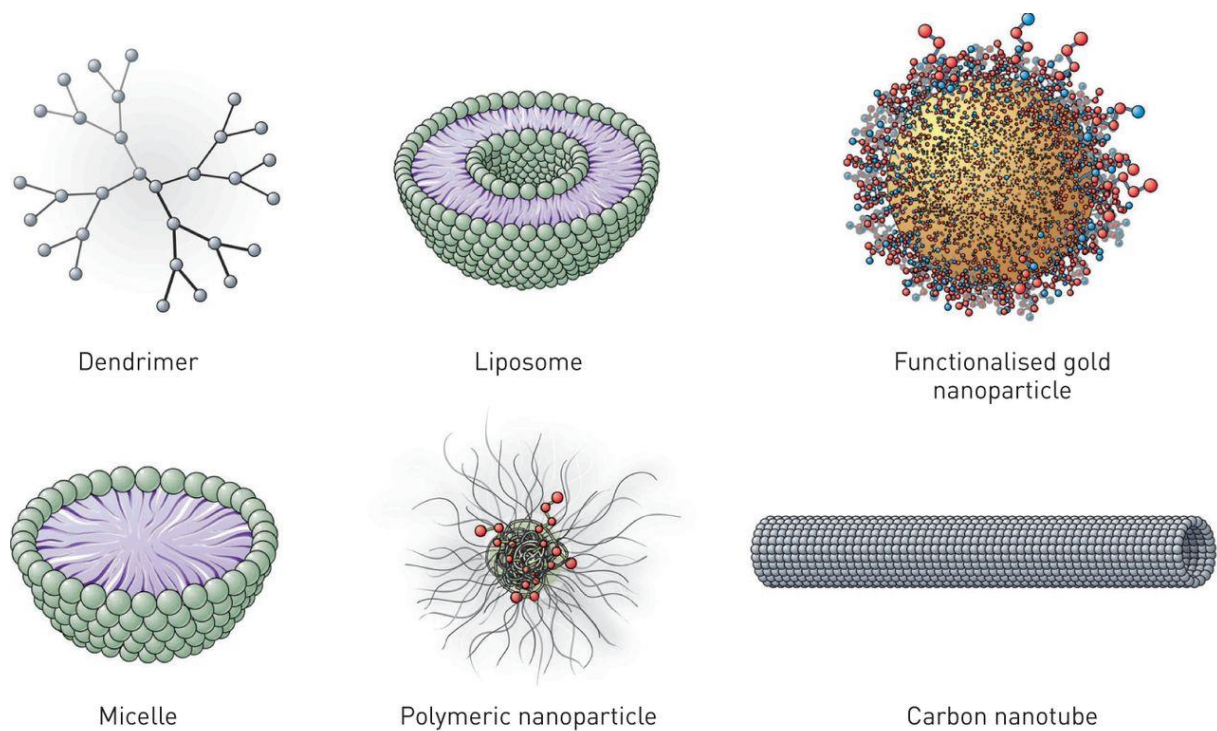 Dendrimer
Liposome
Functionalised gold
nanoparticle
Micelle
Polymeric nanoparticle
Carbon nanotube